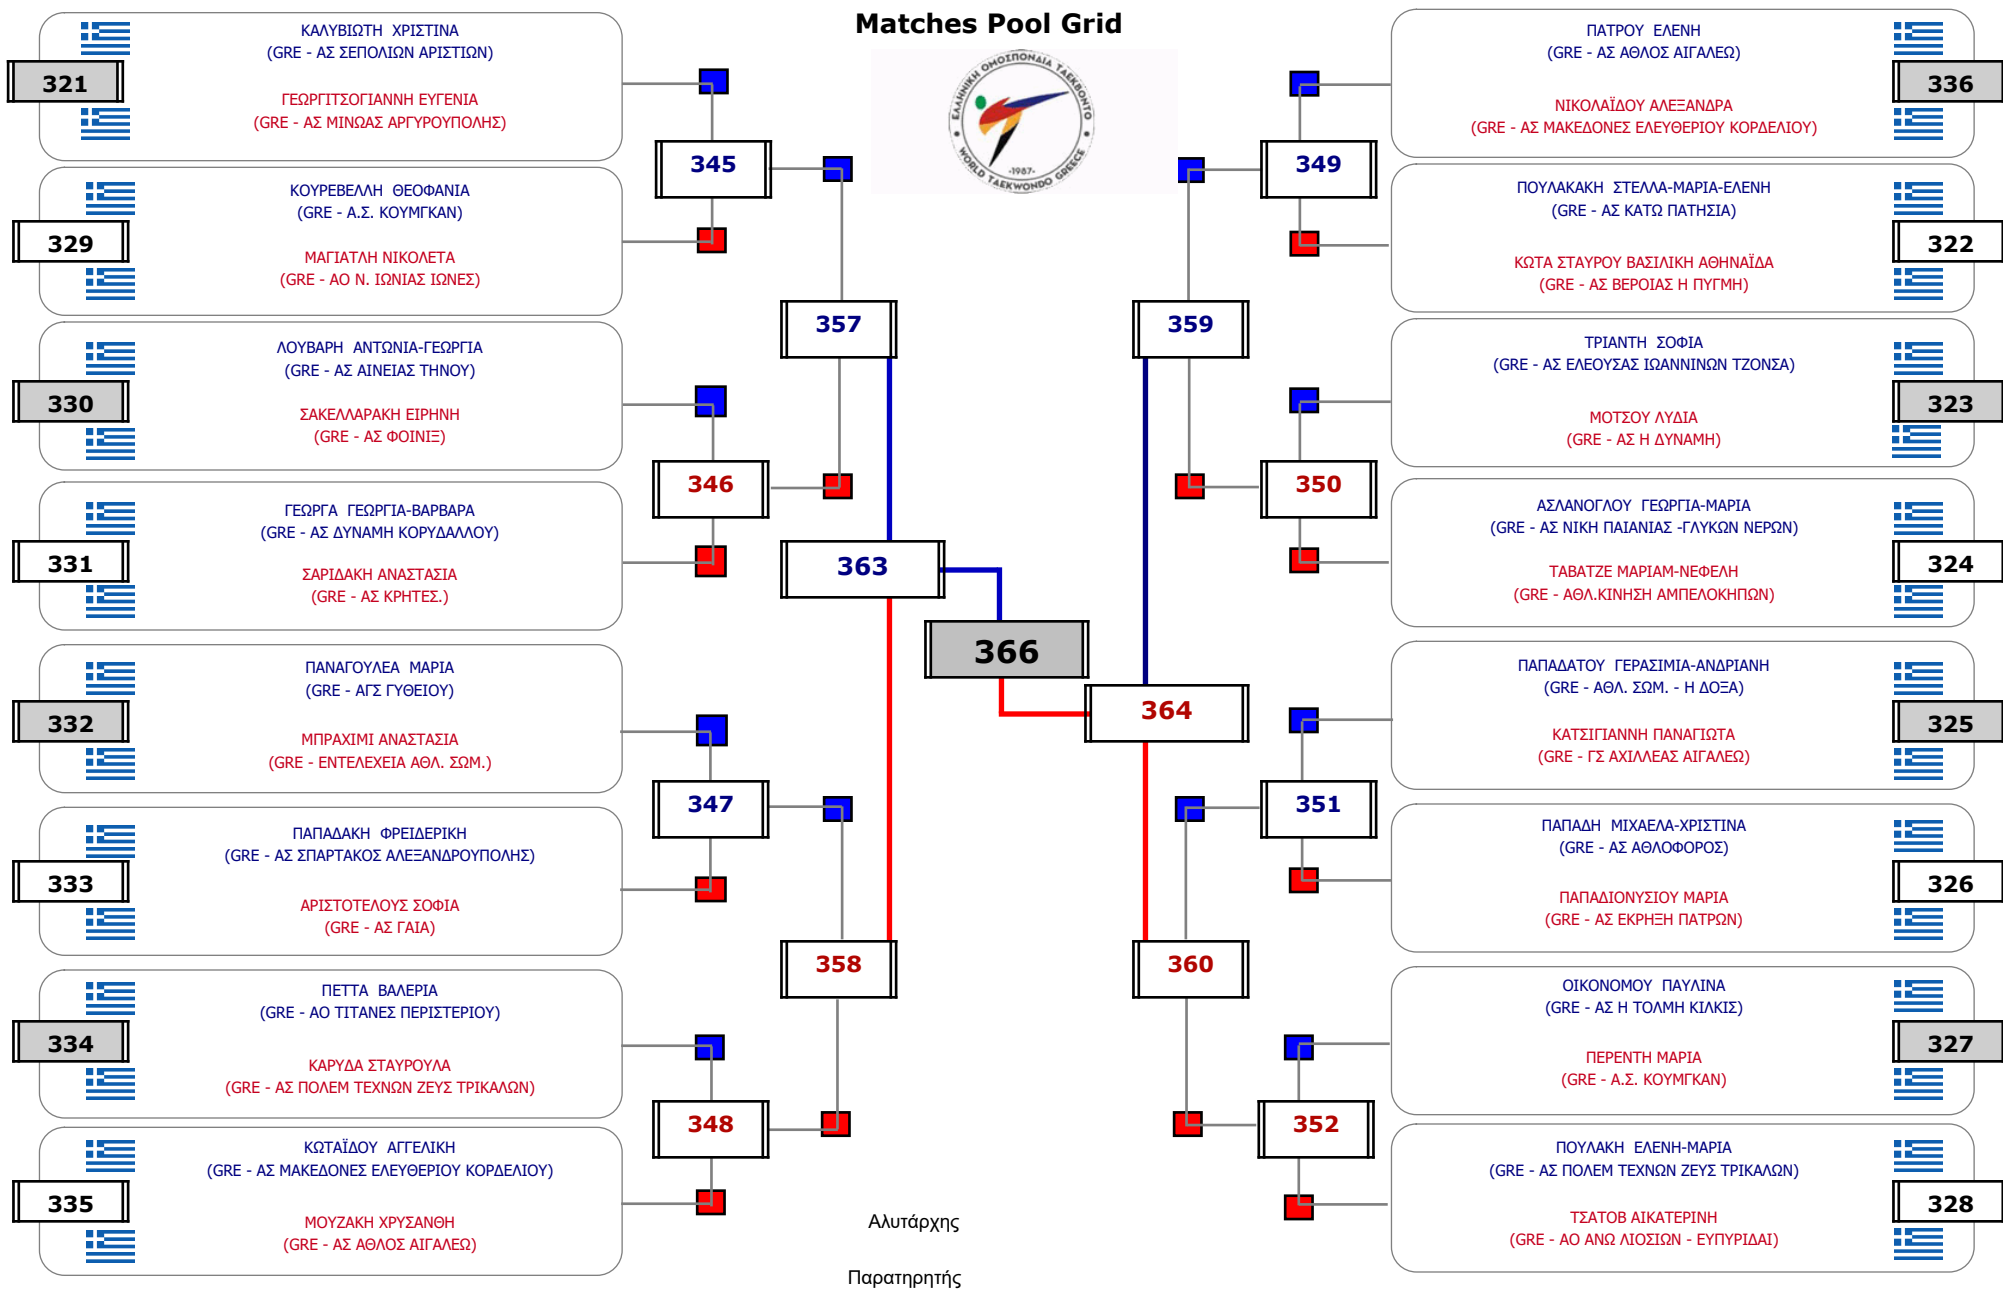 Matches Pool Grid
ΕΛΛΗΝΙΚΗ ΟΜΟΣΠΟΝΔΙΑ ΤΑΕΚΒΟΝΤΟ
-1987-
WORLD TAEKWONDO GREECE
321
ΚΑΛΥΒΙΩΤΗ ΧΡΙΣΤΙΝΑ
(GRE - ΑΣ ΣΕΠΟΛΙΩΝ ΑΡΙΣΤΙΩΝ)
ΓΕΩΡΓΙΤΣΟΓΙΑΝΝΗ ΕΥΓΕΝΙΑ
(GRE - ΑΣ ΜΙΝΩΑΣ ΑΡΓΥΡΟΥΠΟΛΗΣ)
329
ΚΟΥΡΕΒΕΛΛΗ ΘΕΟΦΑΝΙΑ
(GRE - Α.Σ. ΚΟΥΜΓΚΑΝ)
ΜΑΓΙΑΤΛΗ ΝΙΚΟΛΕΤΑ
(GRE - ΑΟ Ν. ΙΩΝΙΑΣ ΙΩΝΕΣ)
330
ΛΟΥΒΑΡΗ ΑΝΤΩΝΙΑ-ΓΕΩΡΓΙΑ
(GRE - ΑΣ ΑΙΝΕΙΑΣ ΤΗΝΟΥ)
ΣΑΚΕΛΛΑΡΑΚΗ ΕΙΡΗΝΗ
(GRE - ΑΣ ΦΟΙΝΙΞ)
331
ΓΕΩΡΓΑ ΓΕΩΡΓΙΑ-ΒΑΡΒΑΡΑ
(GRE - ΑΣ ΔΥΝΑΜΗ ΚΟΡΥΔΑΛΛΟΥ)
ΣΑΡΙΔΑΚΗ ΑΝΑΣΤΑΣΙΑ
(GRE - ΑΣ ΚΡΗΤΕΣ.)
332
ΠΑΝΑΓΟΥΛΕΑ ΜΑΡΙΑ
(GRE - ΑΓΣ ΓΥΘΕΙΟΥ)
ΜΠΡΑΧΙΜΙ ΑΝΑΣΤΑΣΙΑ
(GRE - ΕΝΤΕΛΕΧΕΙΑ ΑΘΛ. ΣΩΜ.)
333
ΠΑΠΑΔΑΚΗ ΦΡΕΙΔΕΡΙΚΗ
(GRE - ΑΣ ΣΠΑΡΤΑΚΟΣ ΑΛΕΞΑΝΔΡΟΥΠΟΛΗΣ)
ΑΡΙΣΤΟΤΕΛΟΥΣ ΣΟΦΙΑ
(GRE - ΑΣ ΓΑΙΑ)
334
ΠΕΤΤΑ ΒΑΛΕΡΙΑ
(GRE - ΑΟ ΤΙΤΑΝΕΣ ΠΕΡΙΣΤΕΡΙΟΥ)
ΚΑΡΥΔΑ ΣΤΑΥΡΟΥΛΑ
(GRE - ΑΣ ΠΟΛΕΜ ΤΕΧΝΩΝ ΖΕΥΣ ΤΡΙΚΑΛΩΝ)
335
ΚΩΤΑΪΔΟΥ ΑΓΓΕΛΙΚΗ
(GRE - ΑΣ ΜΑΚΕΔΟΝΕΣ ΕΛΕΥΘΕΡΙΟΥ ΚΟΡΔΕΛΙΟΥ)
ΜΟΥΖΑΚΗ ΧΡΥΣΑΝΘΗ
(GRE - ΑΣ ΑΘΛΟΣ ΑΙΓΑΛΕΩ)
345
346
347
348
357
358
363
366
364
359
360
349
350
351
352
ΠΑΤΡΟΥ ΕΛΕΝΗ
(GRE - ΑΣ ΑΘΛΟΣ ΑΙΓΑΛΕΩ)
336
ΝΙΚΟΛΑΪΔΟΥ ΑΛΕΞΑΝΔΡΑ
(GRE - ΑΣ ΜΑΚΕΔΟΝΕΣ ΕΛΕΥΘΕΡΙΟΥ ΚΟΡΔΕΛΙΟΥ)
ΠΟΥΛΑΚΑΚΗ ΣΤΕΛΛΑ-ΜΑΡΙΑ-ΕΛΕΝΗ
(GRE - ΑΣ ΚΑΤΩ ΠΑΤΗΣΙΑ)
322
ΚΩΤΑ ΣΤΑΥΡΟΥ ΒΑΣΙΛΙΚΗ ΑΘΗΝΑΪΔΑ
(GRE - ΑΣ ΒΕΡΟΙΑΣ Η ΠΥΓΜΗ)
ΤΡΙΑΝΤΗ ΣΟΦΙΑ
(GRE - ΑΣ ΕΛΕΟΥΣΑΣ ΙΩΑΝΝΙΝΩΝ ΤΖΟΝΣΑ)
323
ΜΟΤΣΟΥ ΛΥΔΙΑ
(GRE - ΑΣ Η ΔΥΝΑΜΗ)
ΑΣΛΑΝΟΓΛΟΥ ΓΕΩΡΓΙΑ-ΜΑΡΙΑ
(GRE - ΑΣ ΝΙΚΗ ΠΑΙΑΝΙΑΣ -ΓΛΥΚΩΝ ΝΕΡΩΝ)
324
ΤΑΒΑΤΖΕ ΜΑΡΙΑΜ-ΝΕΦΕΛΗ
(GRE - ΑΘΛ.ΚΙΝΗΣΗ ΑΜΠΕΛΟΚΗΠΩΝ)
ΠΑΠΑΔΑΤΟΥ ΓΕΡΑΣΙΜΙΑ-ΑΝΔΡΙΑΝΗ
(GRE - ΑΘΛ. ΣΩΜ. - Η ΔΟΞΑ)
325
ΚΑΤΣΙΓΙΑΝΝΗ ΠΑΝΑΓΙΩΤΑ
(GRE - ΓΣ ΑΧΙΛΛΕΑΣ ΑΙΓΑΛΕΩ)
ΠΑΠΑΔΗ ΜΙΧΑΕΛΑ-ΧΡΙΣΤΙΝΑ
(GRE - ΑΣ ΑΘΛΟΦΟΡΟΣ)
326
ΠΑΠΑΔΙΟΝΥΣΙΟΥ ΜΑΡΙΑ
(GRE - ΑΣ ΕΚΡΗΞΗ ΠΑΤΡΩΝ)
ΟΙΚΟΝΟΜΟΥ ΠΑΥΛΙΝΑ
(GRE - ΑΣ Η ΤΟΛΜΗ ΚΙΛΚΙΣ)
327
ΠΕΡΕΝΤΗ ΜΑΡΙΑ
(GRE - Α.Σ. ΚΟΥΜΓΚΑΝ)
ΠΟΥΛΑΚΗ ΕΛΕΝΗ-ΜΑΡΙΑ
(GRE - ΑΣ ΠΟΛΕΜ ΤΕΧΝΩΝ ΖΕΥΣ ΤΡΙΚΑΛΩΝ)
328
ΤΣΑΤΟΒ ΑΙΚΑΤΕΡΙΝΗ
(GRE - ΑΟ ΑΝΩ ΛΙΟΣΙΩΝ - ΕΥΠΥΡΙΔΑΙ)
Αλυτάρχης
Παρατηρητής